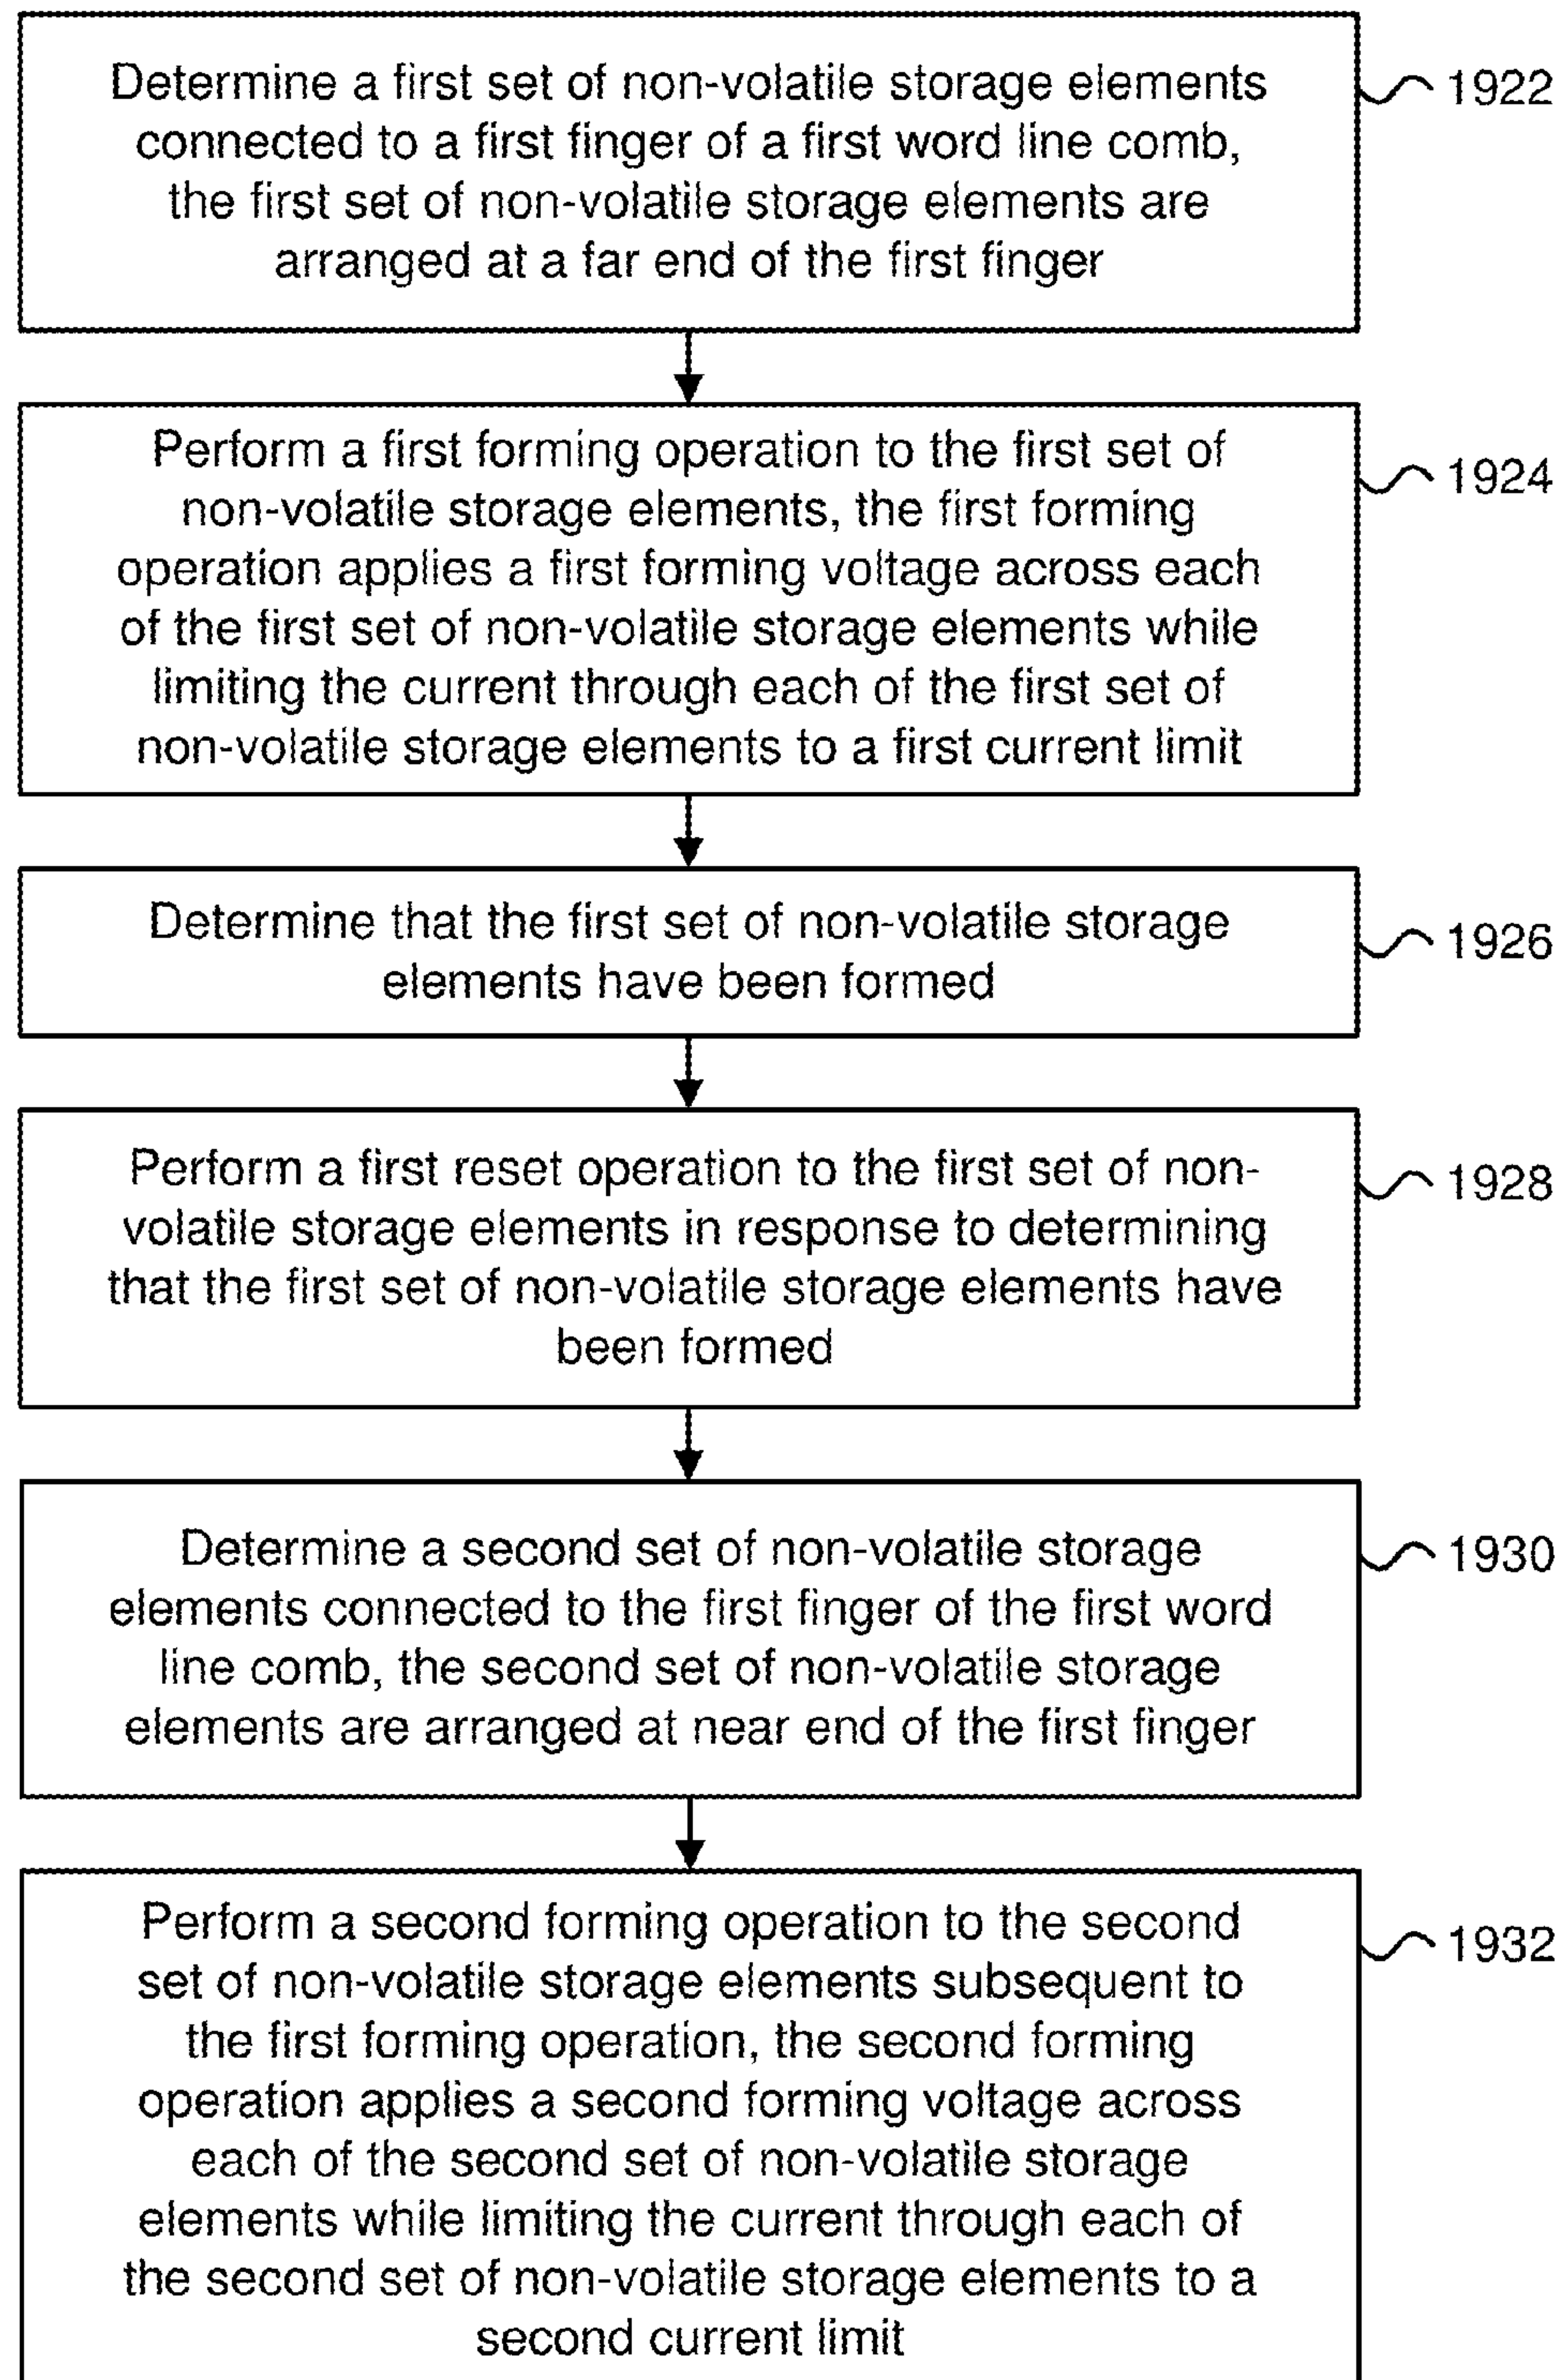 Determine a first set of non-volatile storage elements
connected to a first finger of a first word line comb,
the first set of non-volatile storage elements are
arranged at a far end of the first finger
1922
Perform a first forming operation to the first set of
non-volatile storage elements, the first forming
operation applies a first forming voltage across each
of the first set of non-volatile storage elements while
limiting the current through each of the first set of
non-volatile storage elements to a first current limit
1924
Determine that the first set of non-volatile storage
elements have been formed
1926
Perform a first reset operation to the first set of non-
volatile storage elements in response to determining
that the first set of non-volatile storage elements have
been formed
1928
Determine a second set of non-volatile storage
elements connected to the first finger of the first word
line comb, the second set of non-volatile storage
elements are arranged at near end of the first finger
1930
Perform a second forming operation to the second
set of non-volatile storage elements subsequent to
the first forming operation, the second forming
operation applies a second forming voltage across
each of the second set of non-volatile storage
elements while limiting the current through each of
the second set of non-volatile storage elements to a
second current limit
1932